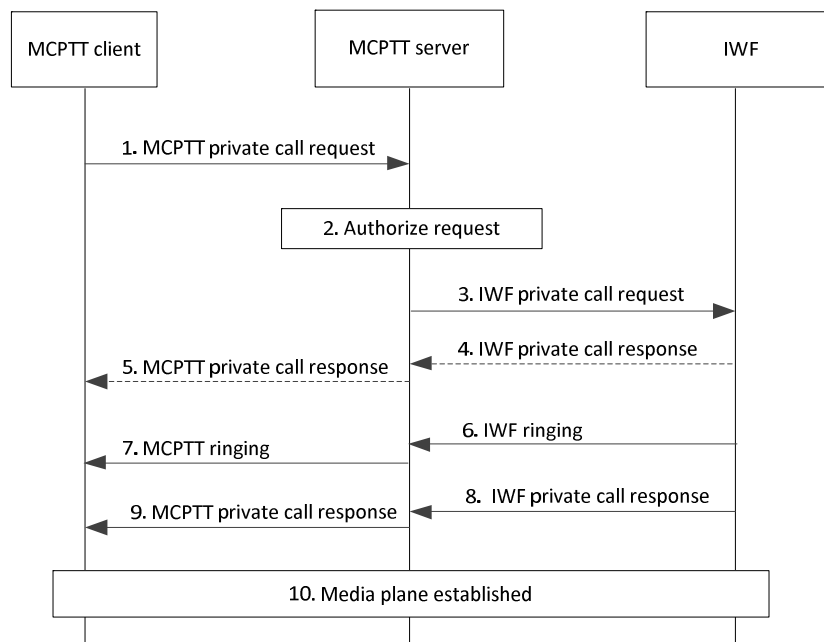 MCPTT client
MCPTT server
IWF
1. MCPTT private call request
2. Authorize request
3. IWF private call request
4. IWF private call response
5. MCPTT private call response
6. IWF ringing
7. MCPTT ringing
8. IWF private call response
9. MCPTT private call response
10. Media plane established